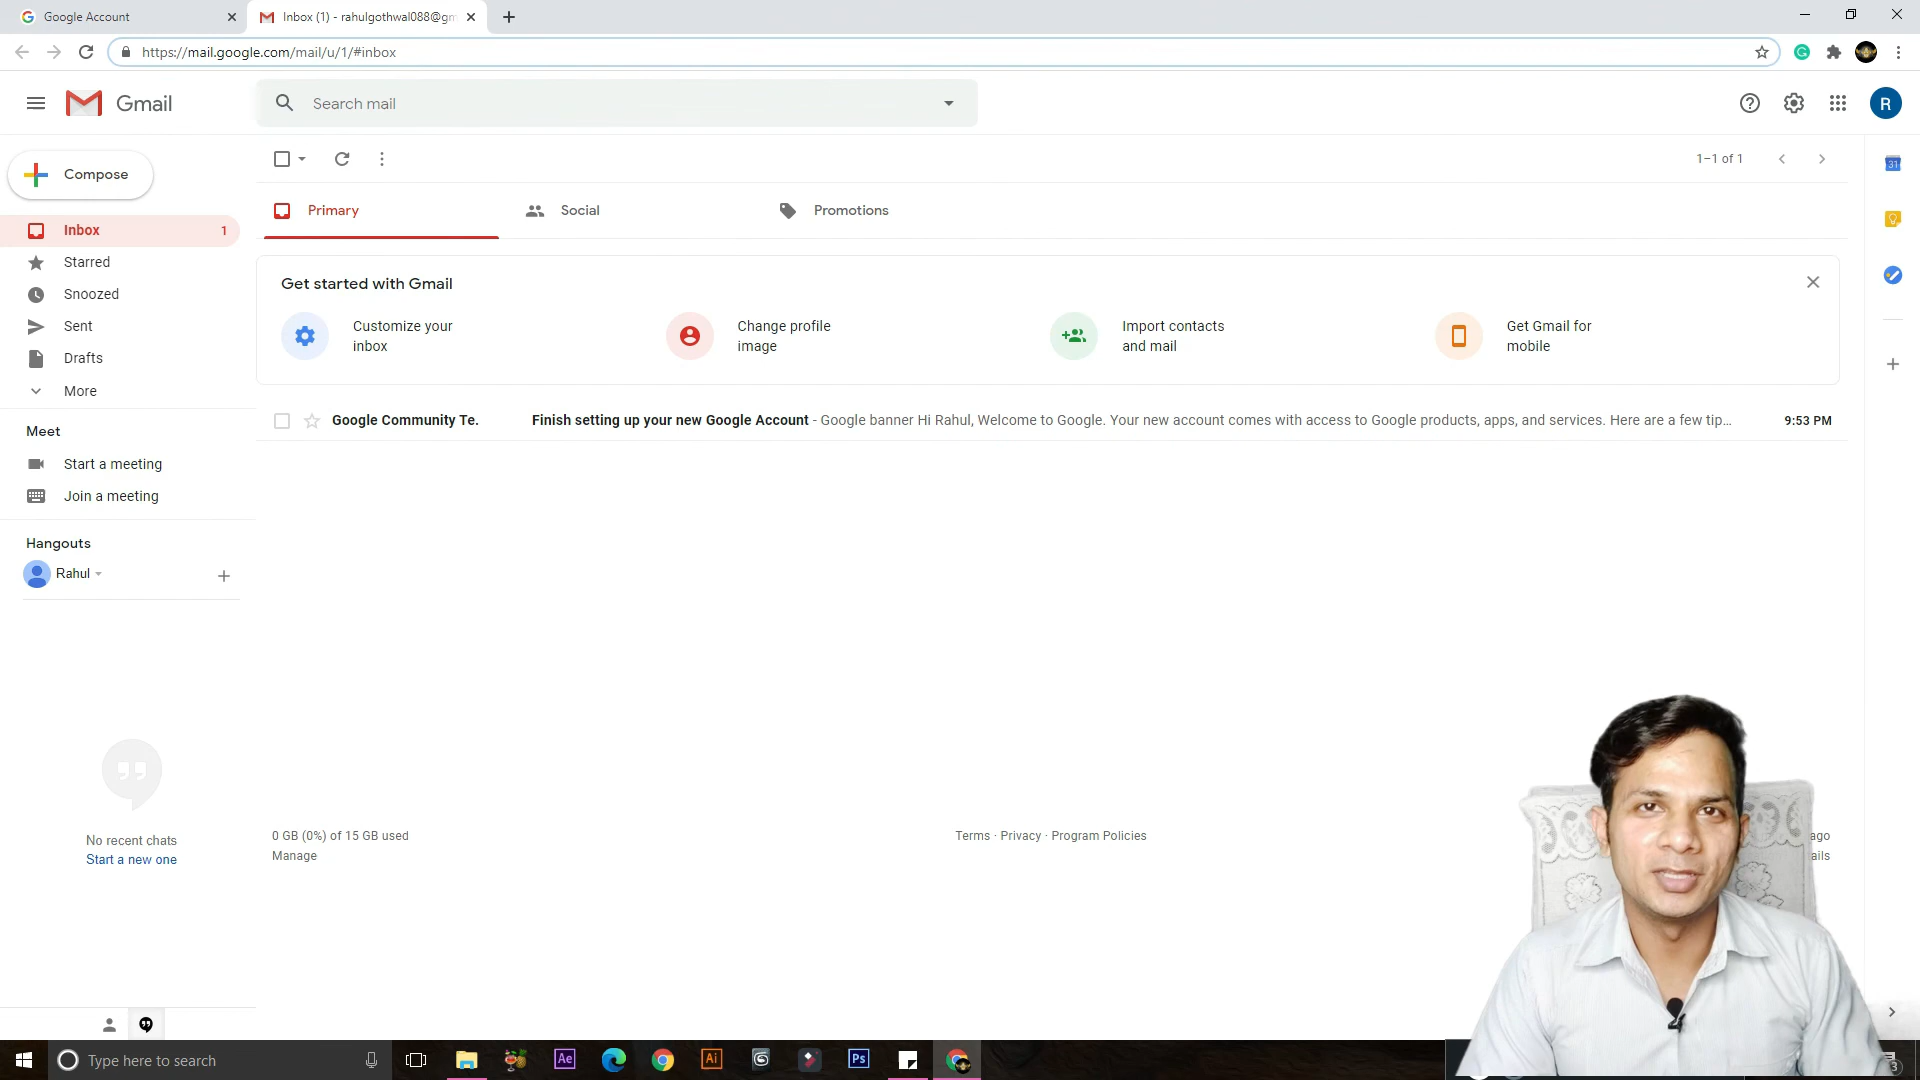 Google Account
Inbox (1) - rahulgothwal088@gm
https://mail.google.com/mail/u/1/#inbox
Gmail
Search mail
R
Compose
1–1 of 1
31
Primary
Social
Promotions
Inbox 1
Starred
Snoozed
Sent
Drafts
More
Get started with Gmail
Customize your
inbox
Change profile
image
Import contacts
and mail
Get Gmail for
mobile
Google Community Te. Finish setting up your new Google Account - Google banner Hi Rahul, Welcome to Google. Your new account comes with access to Google products, apps, and services. Here are a few tip... 9:53 PM
Meet
Start a meeting
Join a meeting
Hangouts
Rahul
No recent chats
Start a new one
0 GB (0%) of 15 GB used
Manage
Terms · Privacy · Program Policies
ago
ails
Type here to search
Ae
Ai
Ps
3